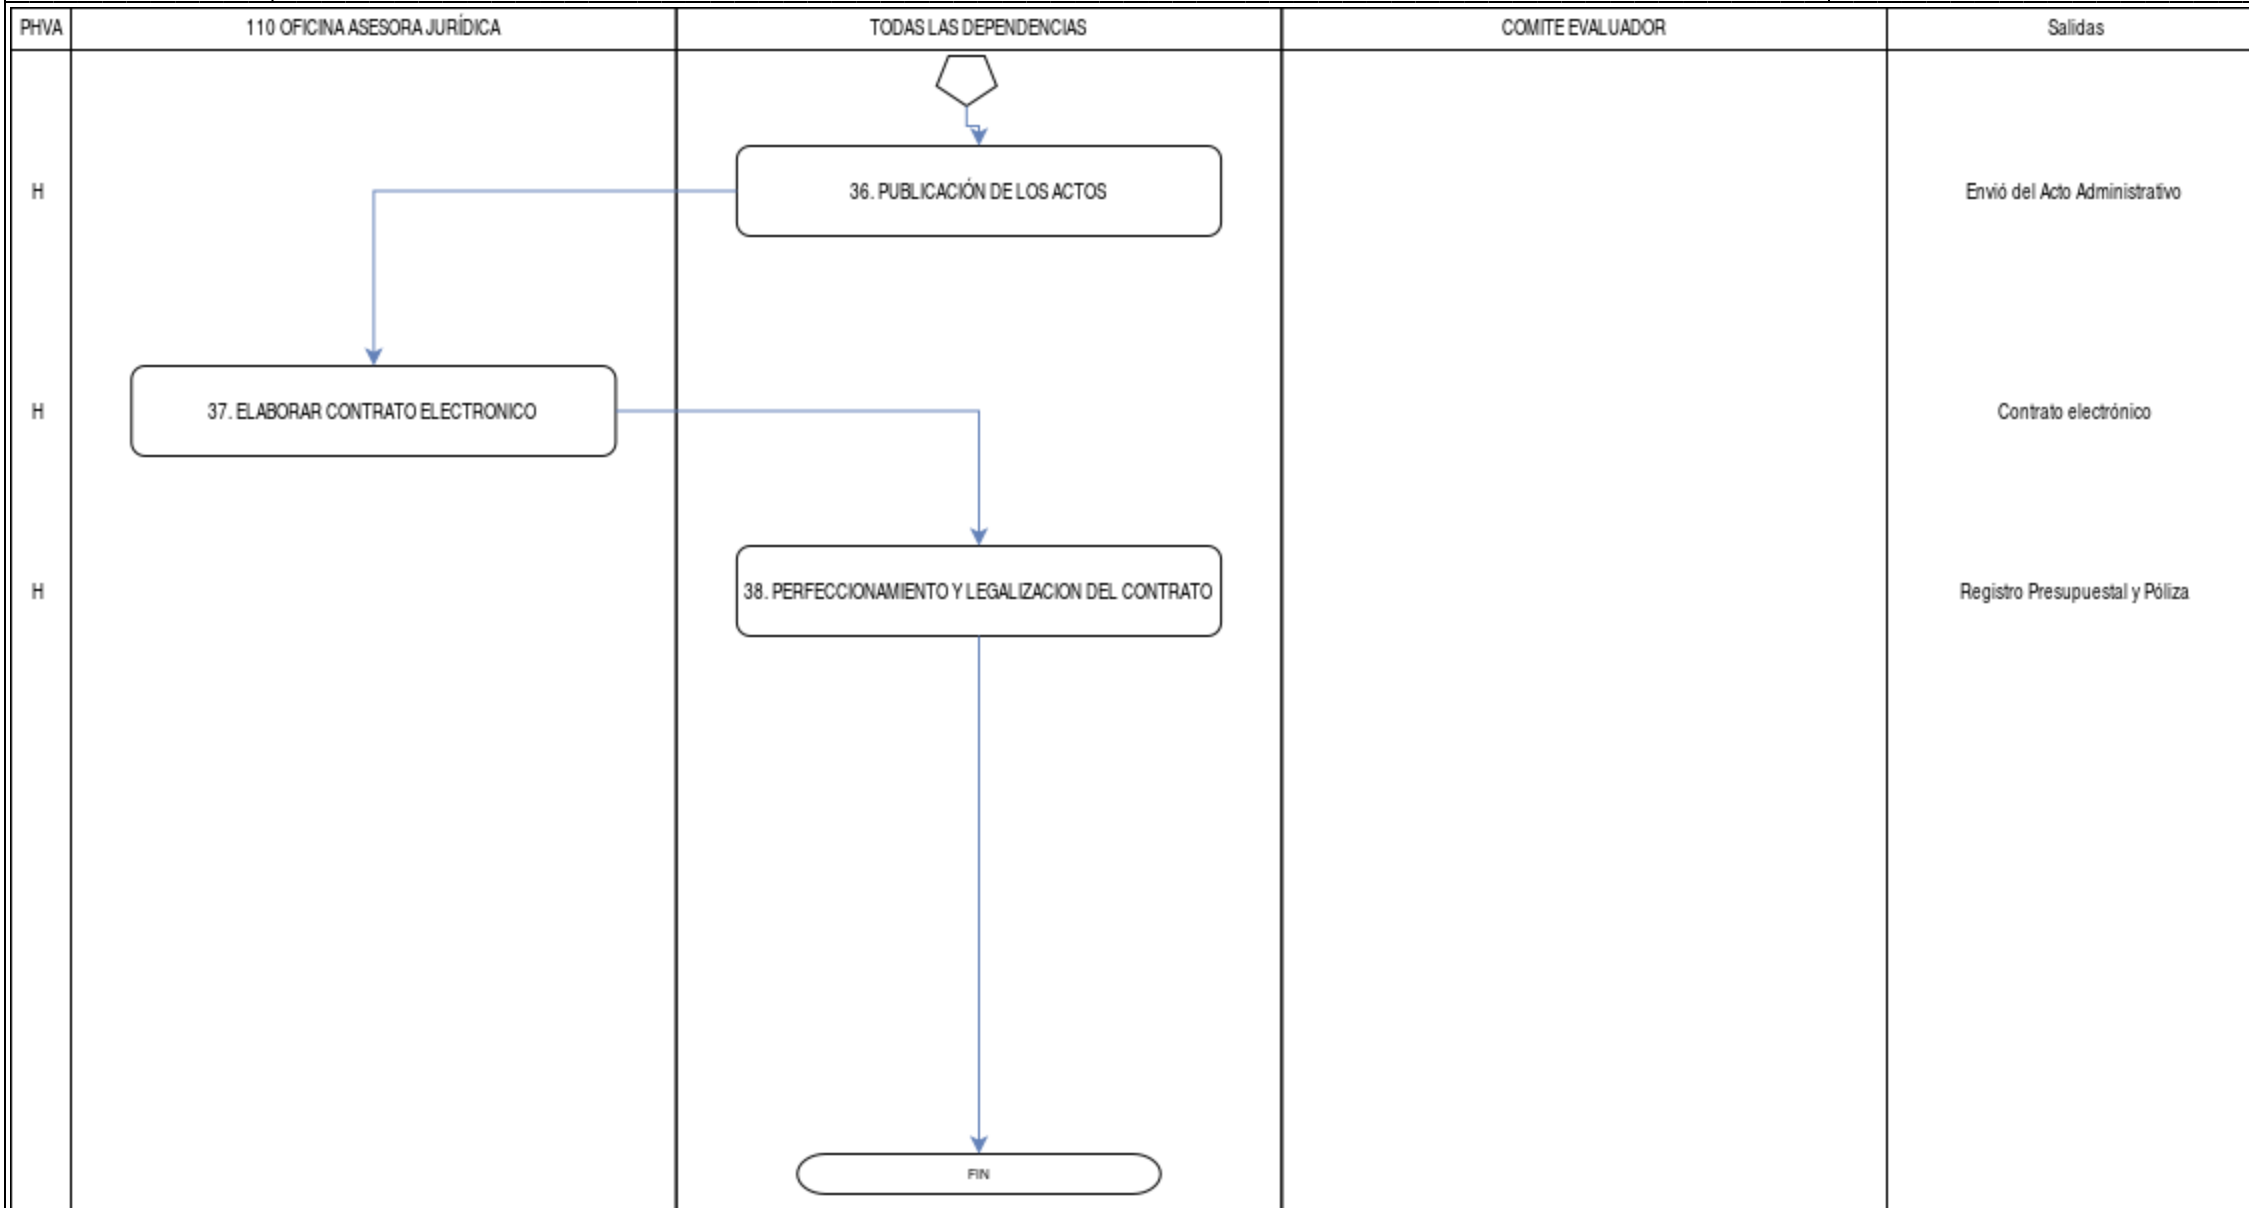 PHVA 110 OFICINA ASESORA JURÍDICA TODAS LAS DEPENDENCIAS COMITE EVALUADOR Salidas
H 36. PUBLICACIÓN DE LOS ACTOS Envió del Acto Administrativo
H 37. ELABORAR CONTRATO ELECTRONICO Contrato electrónico
H 38. PERFECCIONAMIENTO Y LEGALIZACION DEL CONTRATO Registro Presupuestal y Póliza
FIN